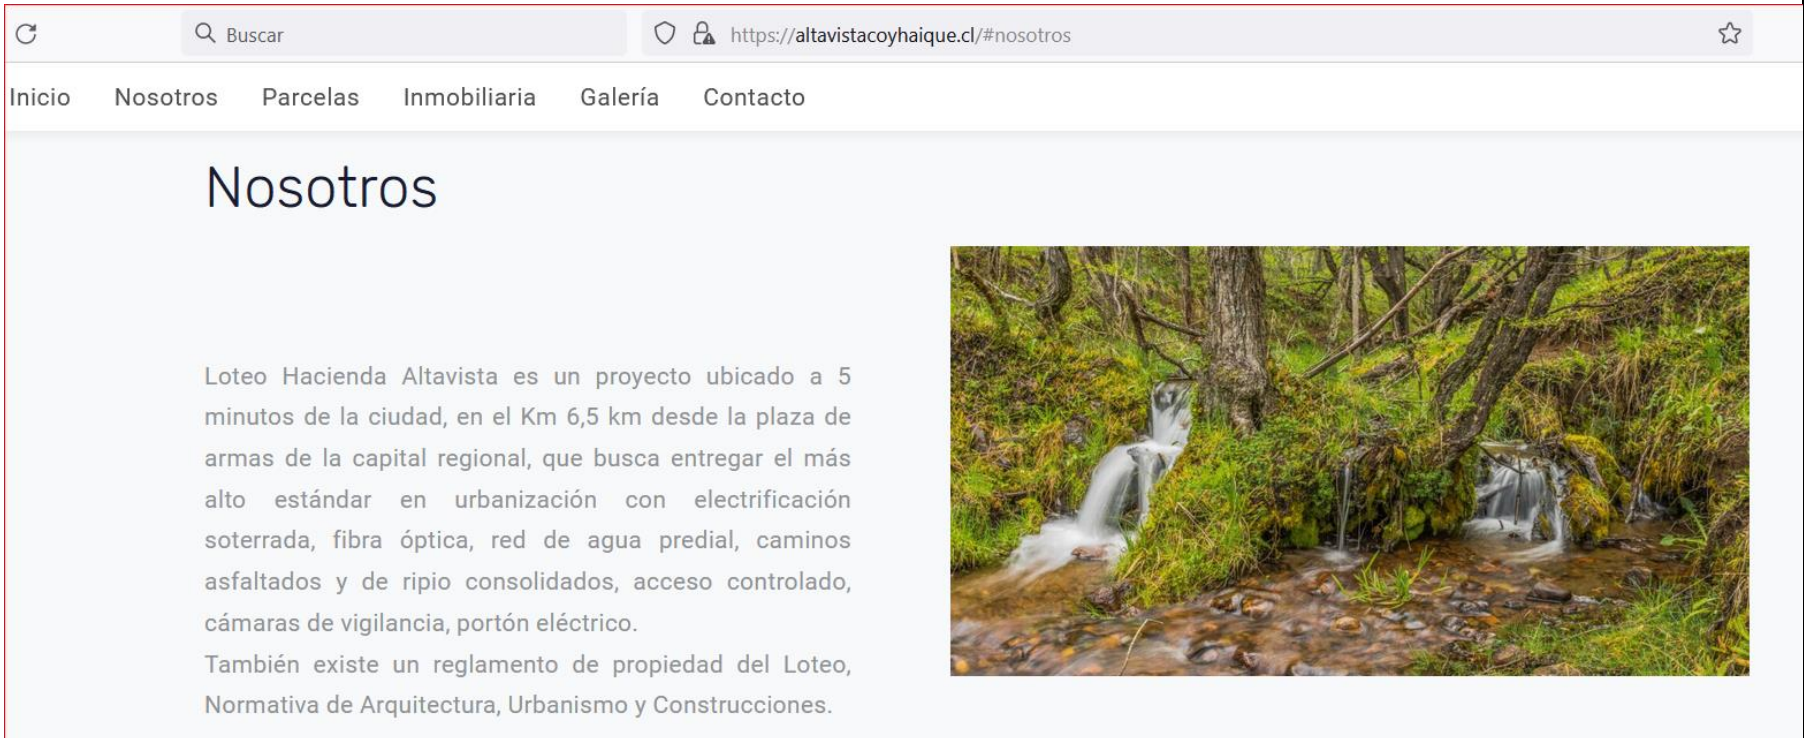 Buscar
https://altavistacoyhaique.cl/#nosotros
Inicio Nosotros Parcelas Inmobiliaria Galería Contacto
Nosotros
Loteo Hacienda Altavista es un proyecto ubicado a 5
minutos de la ciudad, en el Km 6,5 km desde la plaza de
armas de la capital regional, que busca entregar el más
alto estándar en urbanización con electrificación
soterrada, fibra óptica, red de agua predial, caminos
asfaltados y de ripio consolidados, acceso controlado,
cámaras de vigilancia, portón eléctrico.
También existe un reglamento de propiedad del Loteo,
Normativa de Arquitectura, Urbanismo y Construcciones.